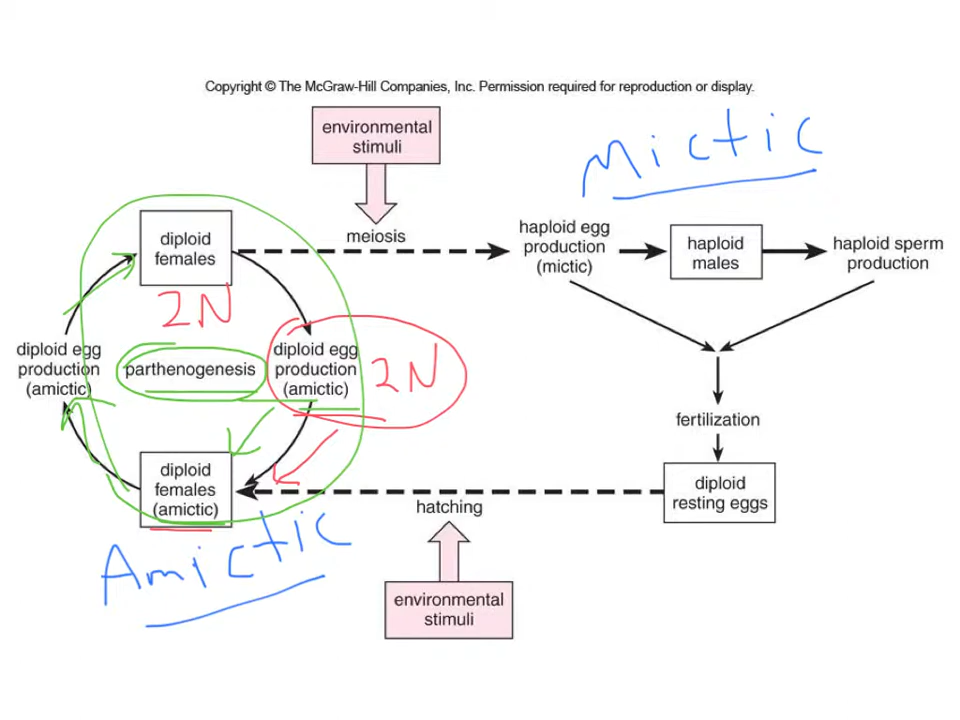 Copyright © The McGraw-Hill Companies, Inc. Permission required for reproduction or display.
environmental
stimuli
Mictic
meiosis
diploid
females
haploid egg
production
(mictic)
haploid
males
haploid sperm
production
2N
diploid egg
production
(amictic)
parthenogenesis
diploid egg
production
(amictic)
2N
fertilization
diploid
females
(amictic)
diploid
resting eggs
hatching
Amictic
environmental
stimuli